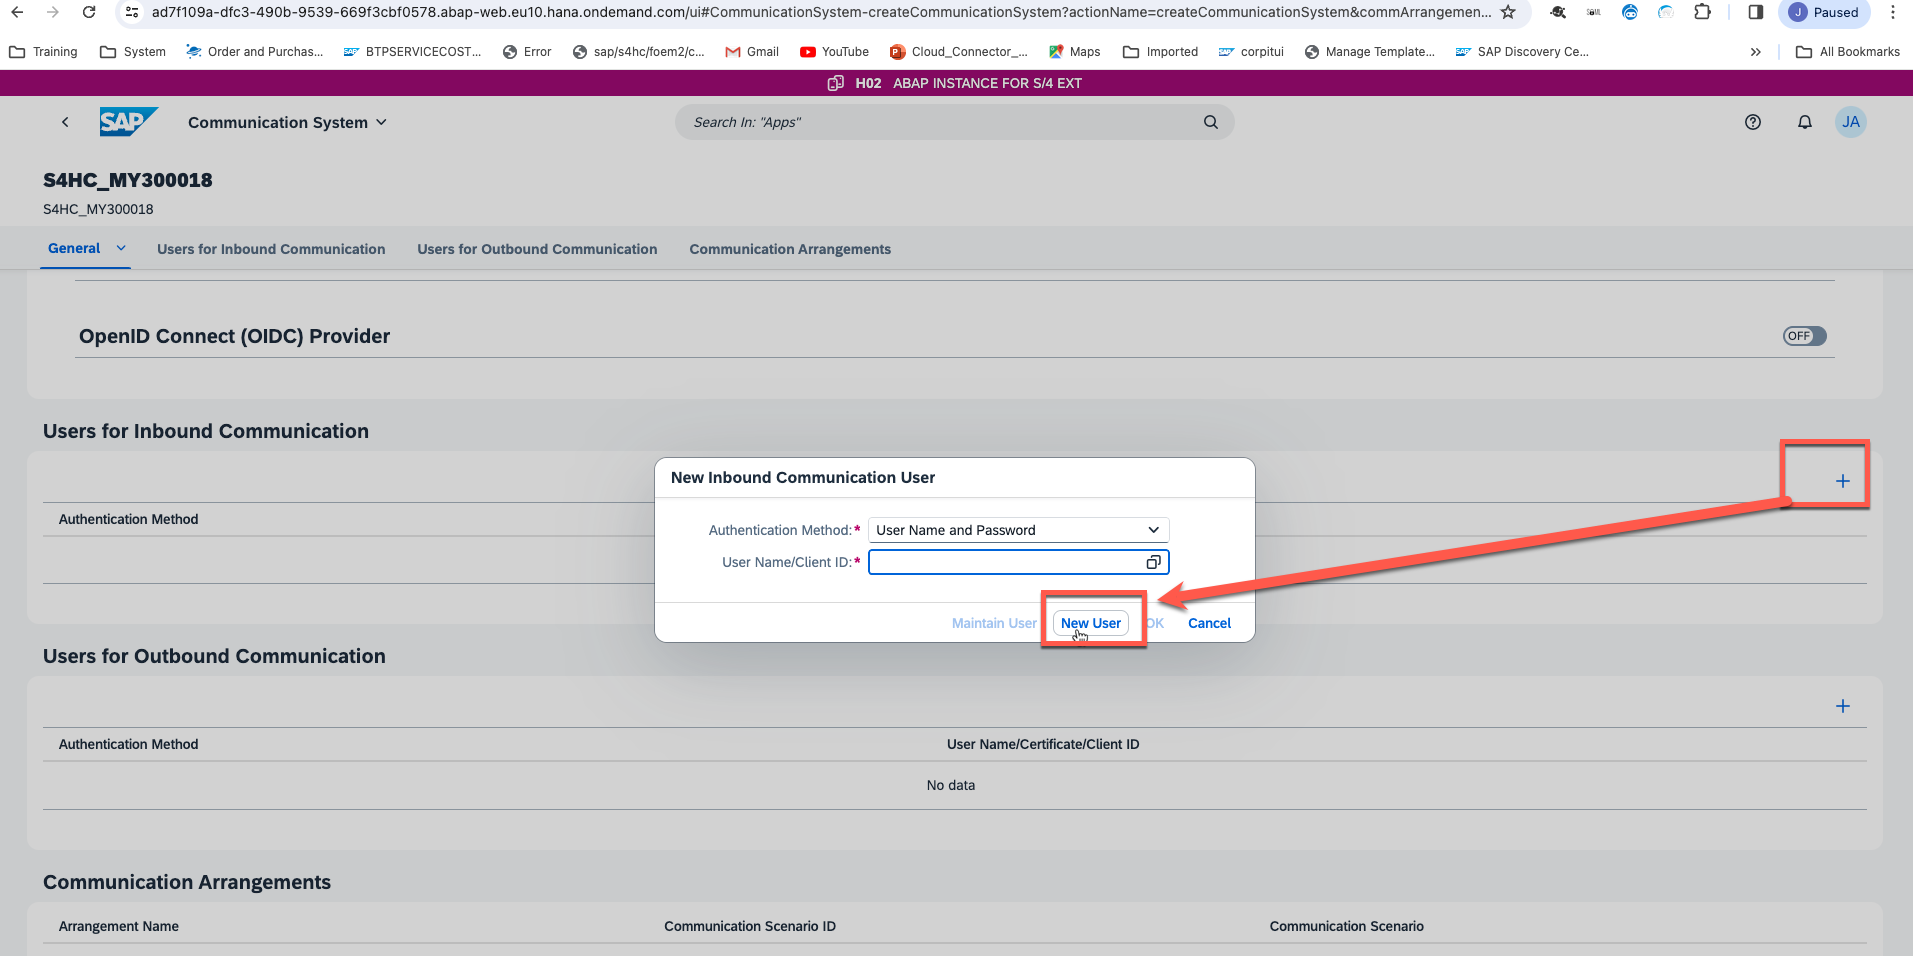 ad7f109a-dfc3-490b-9539-669f3cbf0578.abap-web.eu10.hana.ondemand.com/ui#CommunicationSystem-createCommunicationSystem?actionName=createCommunicationSystem&commArrangemen...
J Paused
Training System Order and Purchas... SAP BTPSERVICECOST... Error sap/s4hc/foem2/c... Gmail YouTube Cloud_Connector_... Maps Imported SAP corpitui Manage Template... SAP SAP Discovery Ce... » All Bookmarks
H02 ABAP INSTANCE FOR S/4 EXT
SAP Communication System
Search In: "Apps"
JA
S4HC_MY300018
S4HC_MY300018
General Users for Inbound Communication Users for Outbound Communication Communication Arrangements
OpenID Connect (OIDC) Provider
OFF
Users for Inbound Communication
+
Authentication Method
New Inbound Communication User
Authentication Method:* User Name and Password
User Name/Client ID:*
Maintain User New User OK Cancel
Users for Outbound Communication
+
Authentication Method User Name/Certificate/Client ID
No data
Communication Arrangements
Arrangement Name Communication Scenario ID Communication Scenario